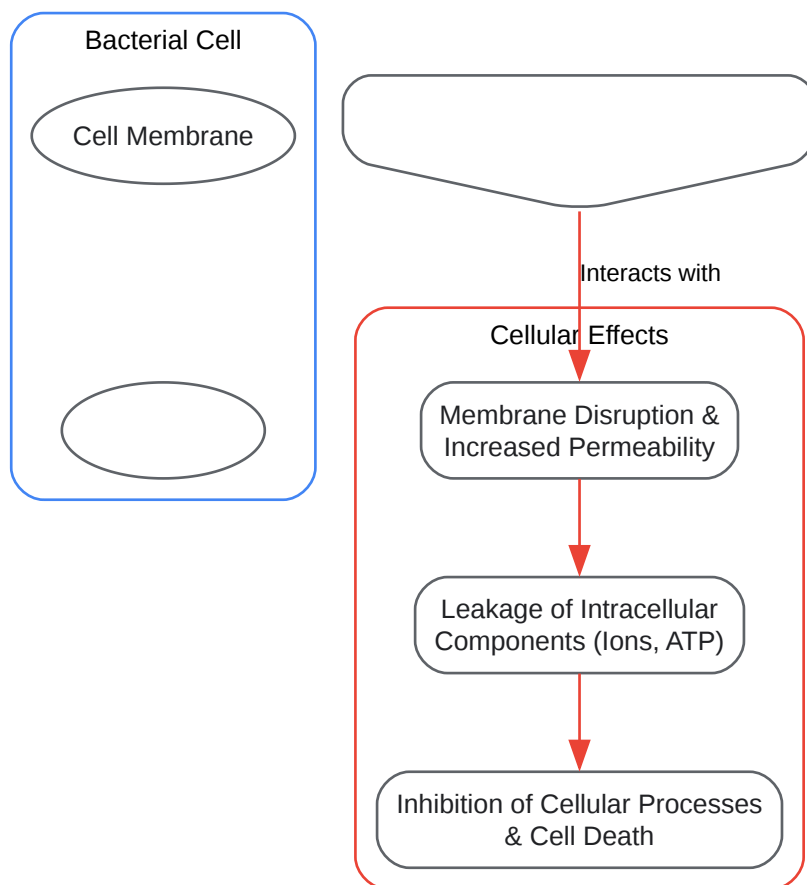 Bacterial Cell
Cell Membrane
Interacts with
Cellular Effects
Membrane Disruption &
Increased Permeability
Leakage of Intracellular
Components (Ions, ATP)
Inhibition of Cellular Processes
& Cell Death